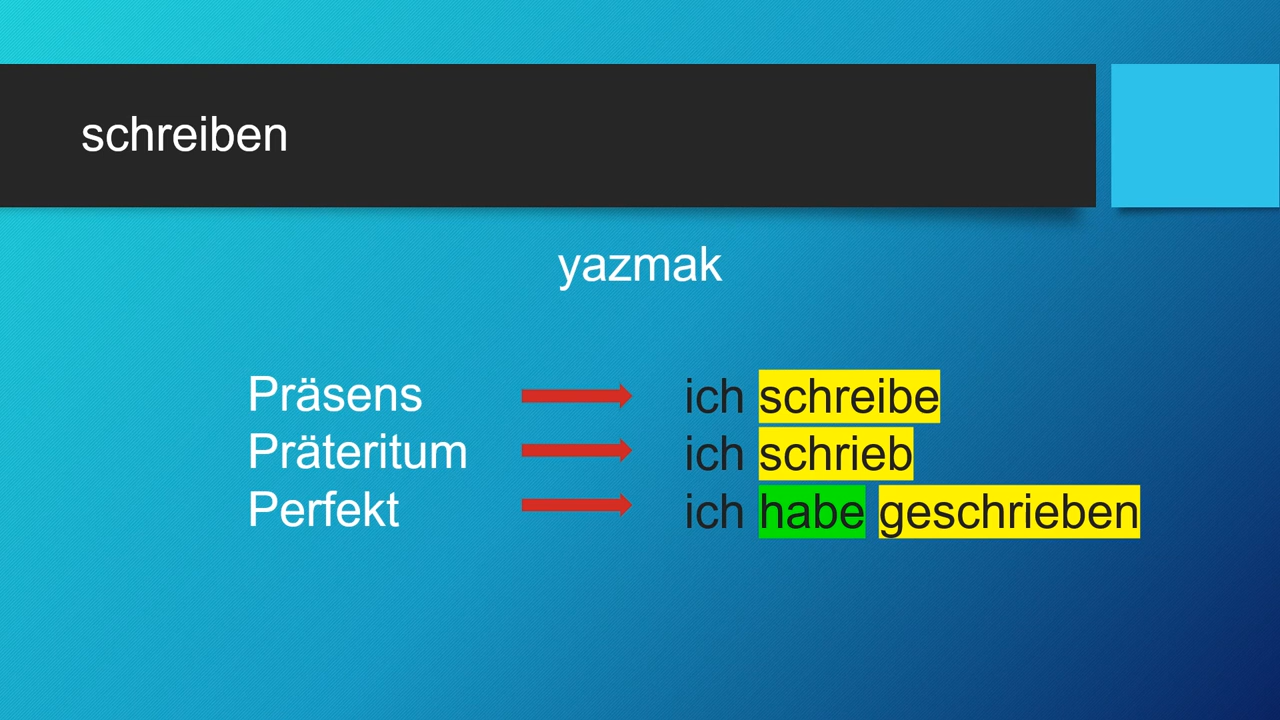 schreiben
yazmak
Präsens ich schreibe
Präteritum ich schrieb
Perfekt ich habe geschrieben